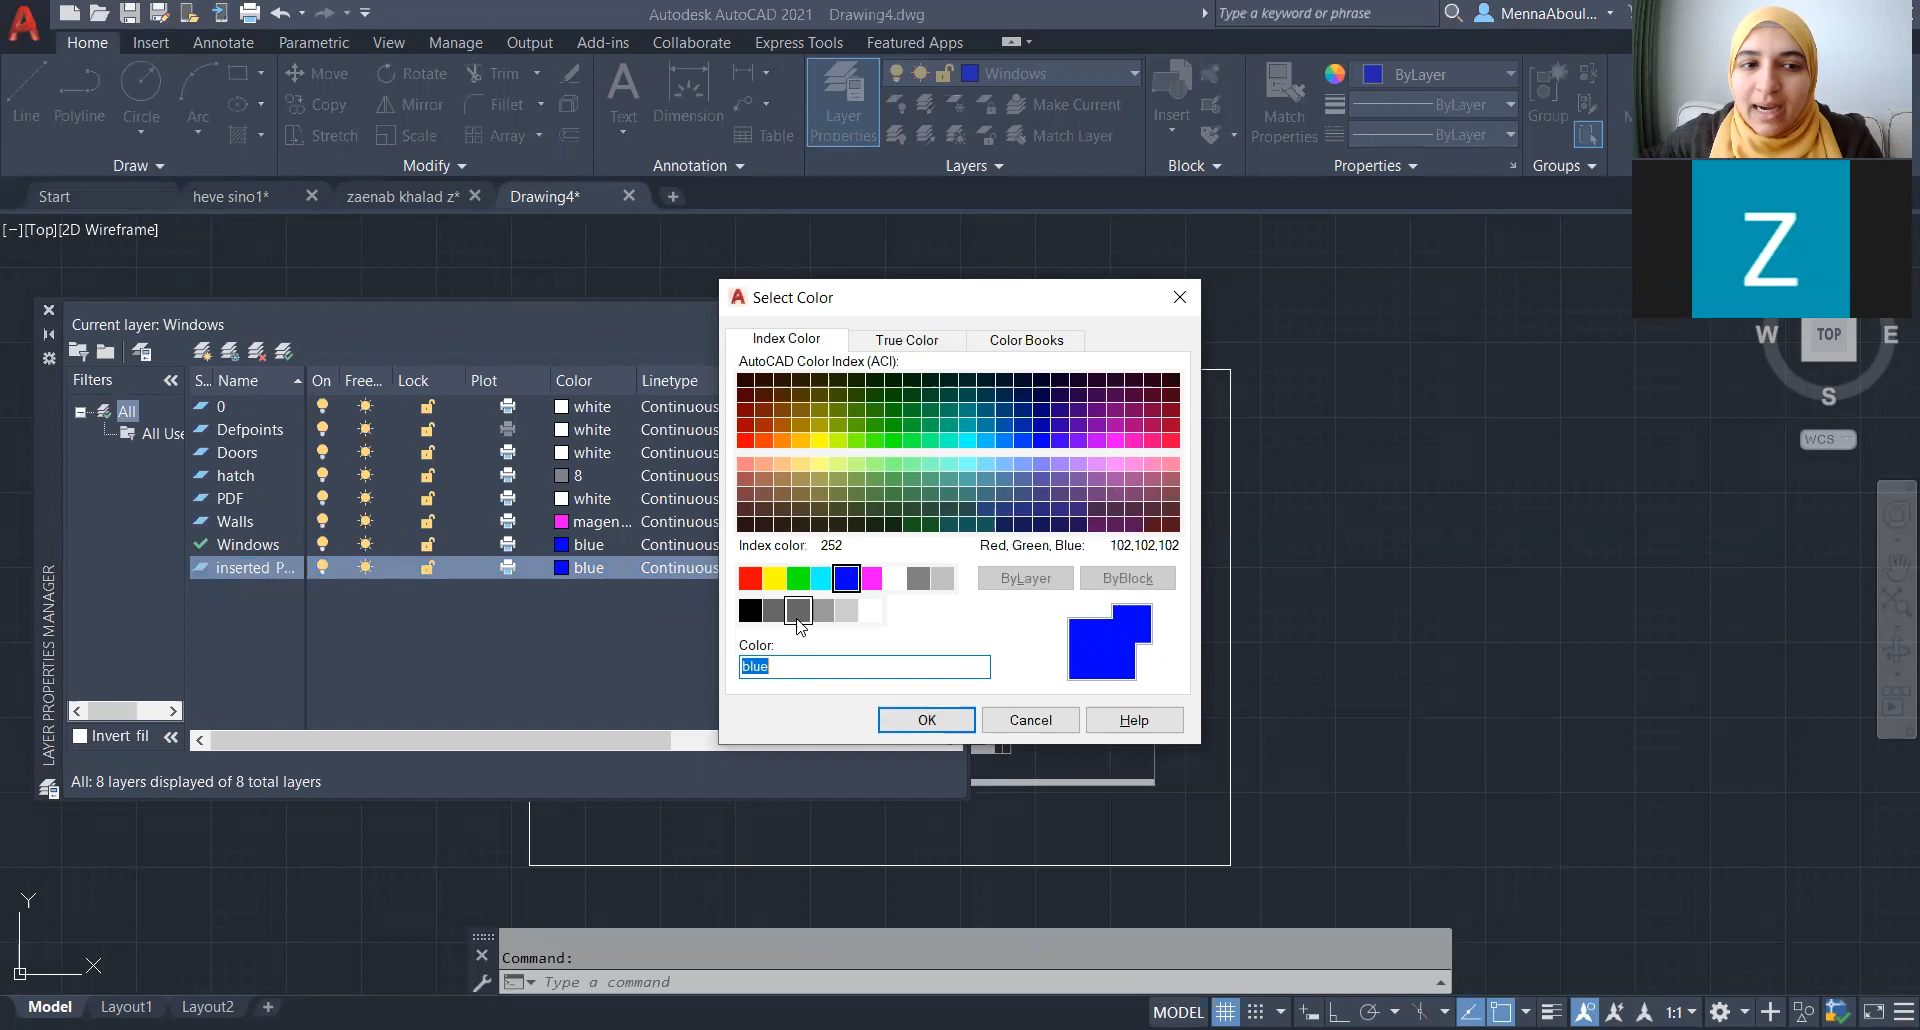 Autodesk AutoCAD 2021 Drawing4.dwg
Type a keyword or phrase
MennaAboul...
Home Insert Annotate Parametric View Manage Output Add-ins Collaborate Express Tools Featured Apps
Line Polyline Circle Arc
Move Rotate Trim
Copy Mirror Fillet
Stretch Scale Array
Text Dimension
Table
Layer Properties
Windows
Make Current
Match Layer
Insert
Match Properties
ByLayer
ByLayer
ByLayer
Group
Draw Modify Annotation Layers Block Properties Groups
Start heve sino1* zaenab khalad z* Drawing4*
[−][Top][2D Wireframe]
W TOP E
S
WCS
LAYER PROPERTIES MANAGER
Current layer: Windows
Filters
All
All Use
S... Name On Free... Lock Plot Color Linetype
0 white Continuous
Defpoints white Continuous
Doors white Continuous
hatch 8 Continuous
PDF white Continuous
Walls magen... Continuous
Windows blue Continuous
inserted P... blue Continuous
Invert fil
All: 8 layers displayed of 8 total layers
Select Color
Index Color True Color Color Books
AutoCAD Color Index (ACI):
Index color: 252 Red, Green, Blue: 102,102,102
ByLayer ByBlock
Color:
blue
OK Cancel Help
Z
Y
X
Command:
Type a command
Model Layout1 Layout2
MODEL
1:1